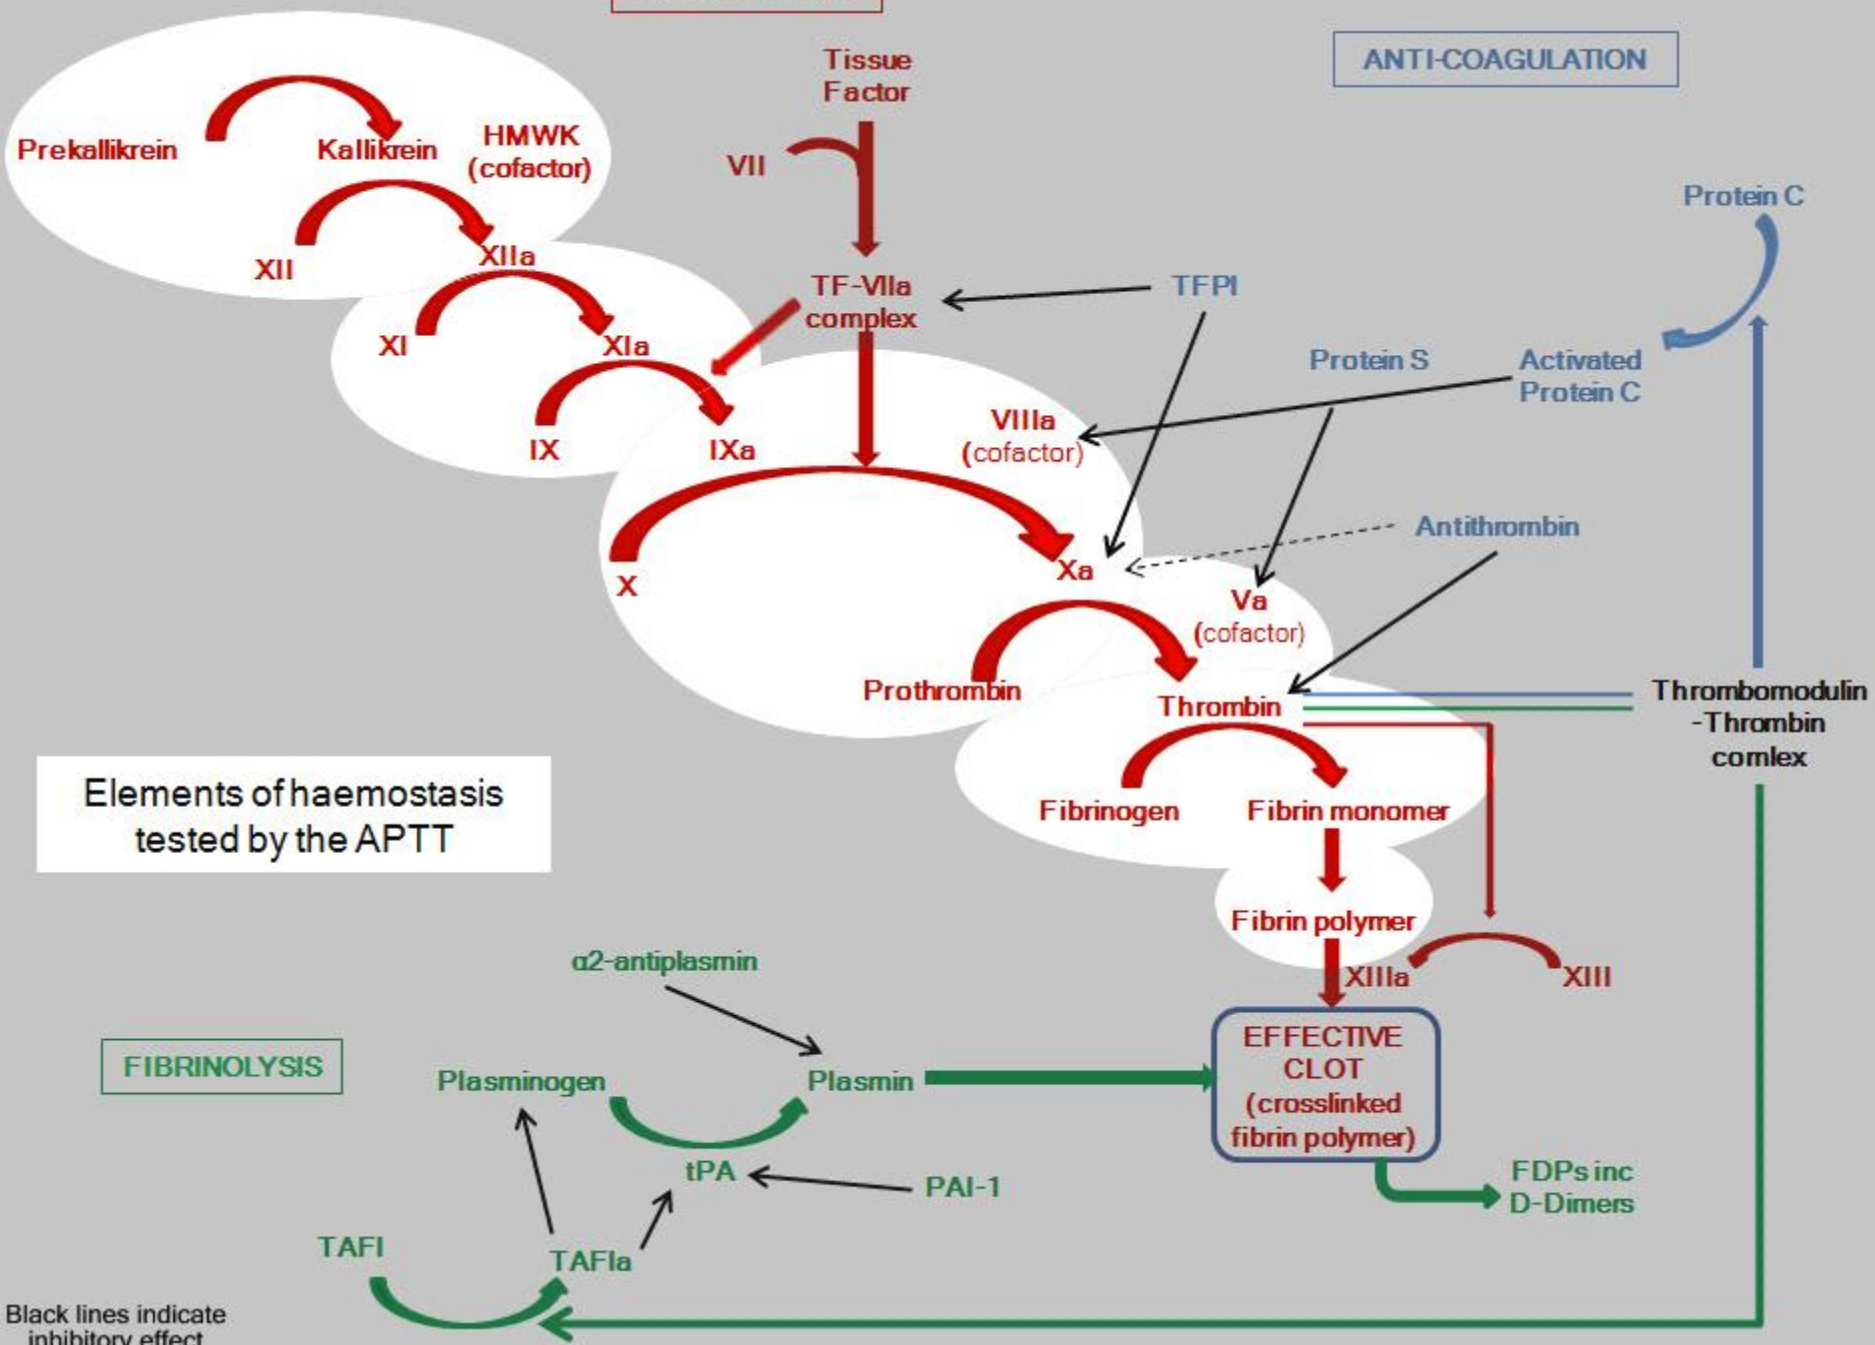 ANTI-COAGULATION
Tissue
Factor
Prekallikrein
Kallikrein
HMWK
(cofactor)
VII
Protein C
XII
XIIa
TF-VIIa
complex
TFPI
XI
XIa
Protein S
Activated
Protein C
IX
IXa
VIIIa
(cofactor)
Antithrombin
X
Xa
Va
(cofactor)
Prothrombin
Thrombin
Thrombomodulin
-Thrombin
comlex
Elements of haemostasis
tested by the APTT
Fibrinogen
Fibrin monomer
Fibrin polymer
XIIIa
XIII
α2-antiplasmin
FIBRINOLYSIS
Plasminogen
Plasmin
EFFECTIVE
CLOT
(crosslinked
fibrin polymer)
tPA
PAI-1
FDPs inc
D-Dimers
TAFI
TAFIa
Black lines indicate
inhibitory effect